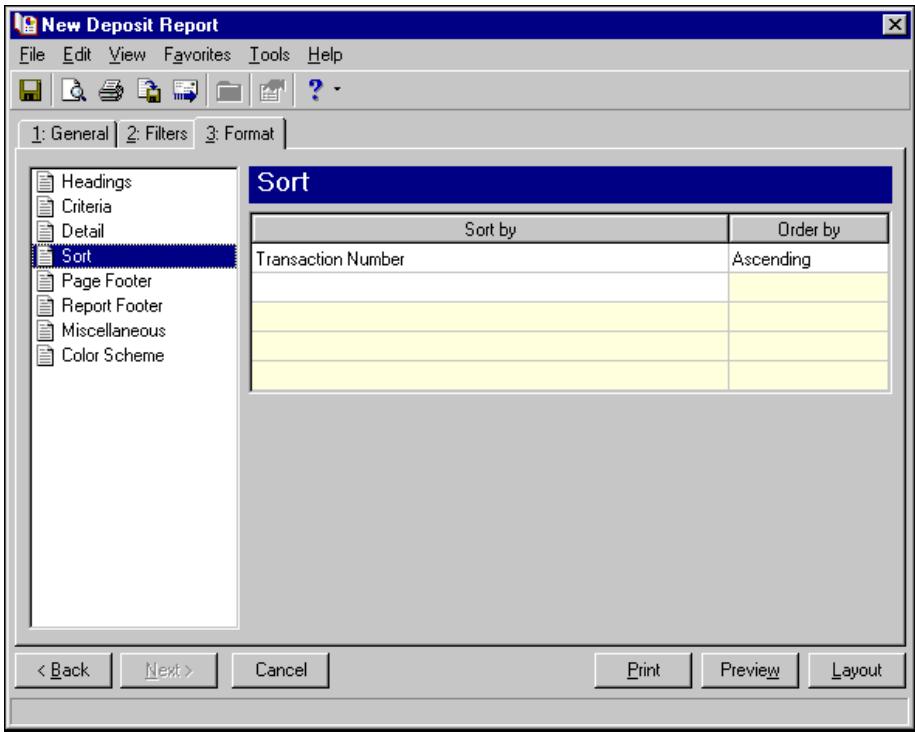 New Deposit Report
File Edit View Favorites Tools Help
?
1: General 2: Filters 3: Format
Headings
Criteria
Detail
Sort
Page Footer
Report Footer
Miscellaneous
Color Scheme
Sort
Sort by Order by
Transaction Number Ascending
< Back Next > Cancel Print Preview Layout